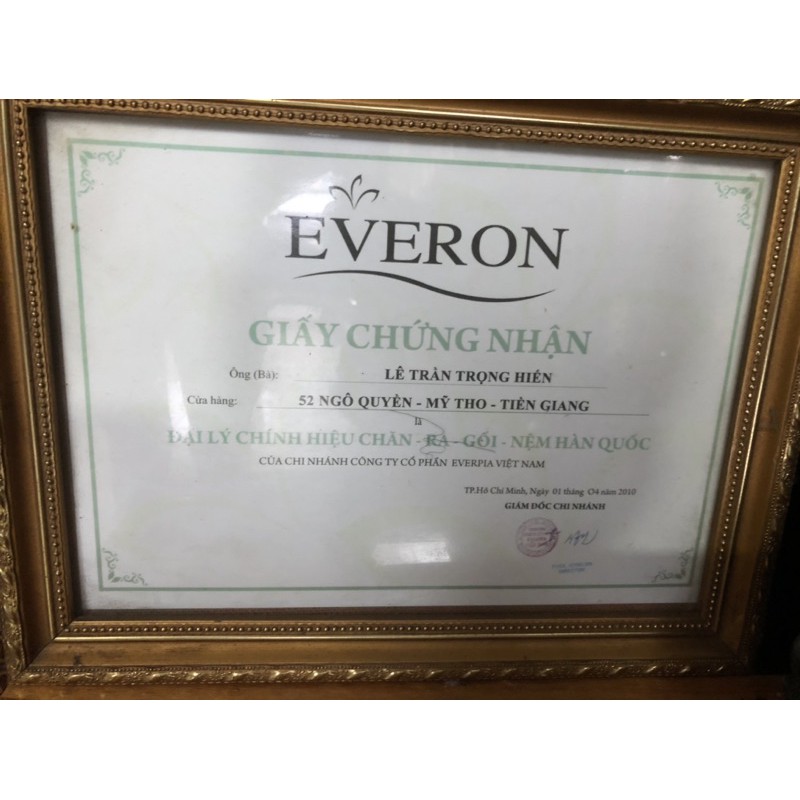 EVERON
GIẤY CHỨNG NHẬN
Ông (Bà): LÊ TRẦN TRỌNG HIẾN
Cửa hàng: 52 NGÔ QUYỀN - MỸ THO - TIỀN GIANG
là
ĐẠI LÝ CHÍNH HIỆU CHĂN - RA - GỐI - NỆM HÀN QUỐC
CỦA CHI NHÁNH CÔNG TY CỔ PHẦN EVERPIA VIỆT NAM
TP.Hồ Chí Minh, Ngày 01 tháng O4 năm 2010
GIÁM ĐỐC CHI NHÁNH